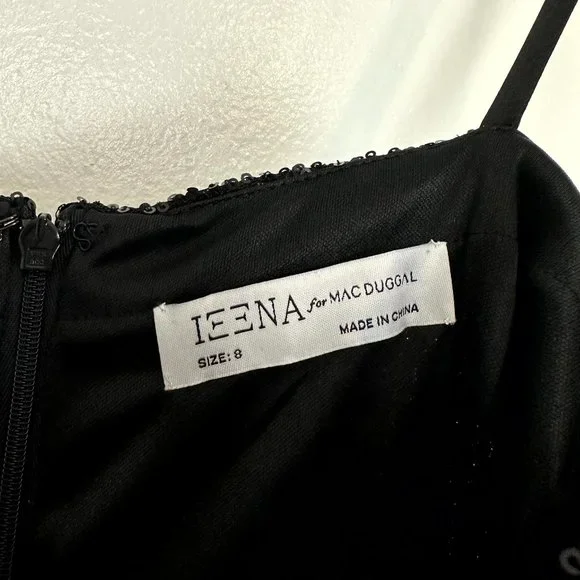 IEENA for MAC DUGGAL
SIZE: 8 MADE IN CHINA